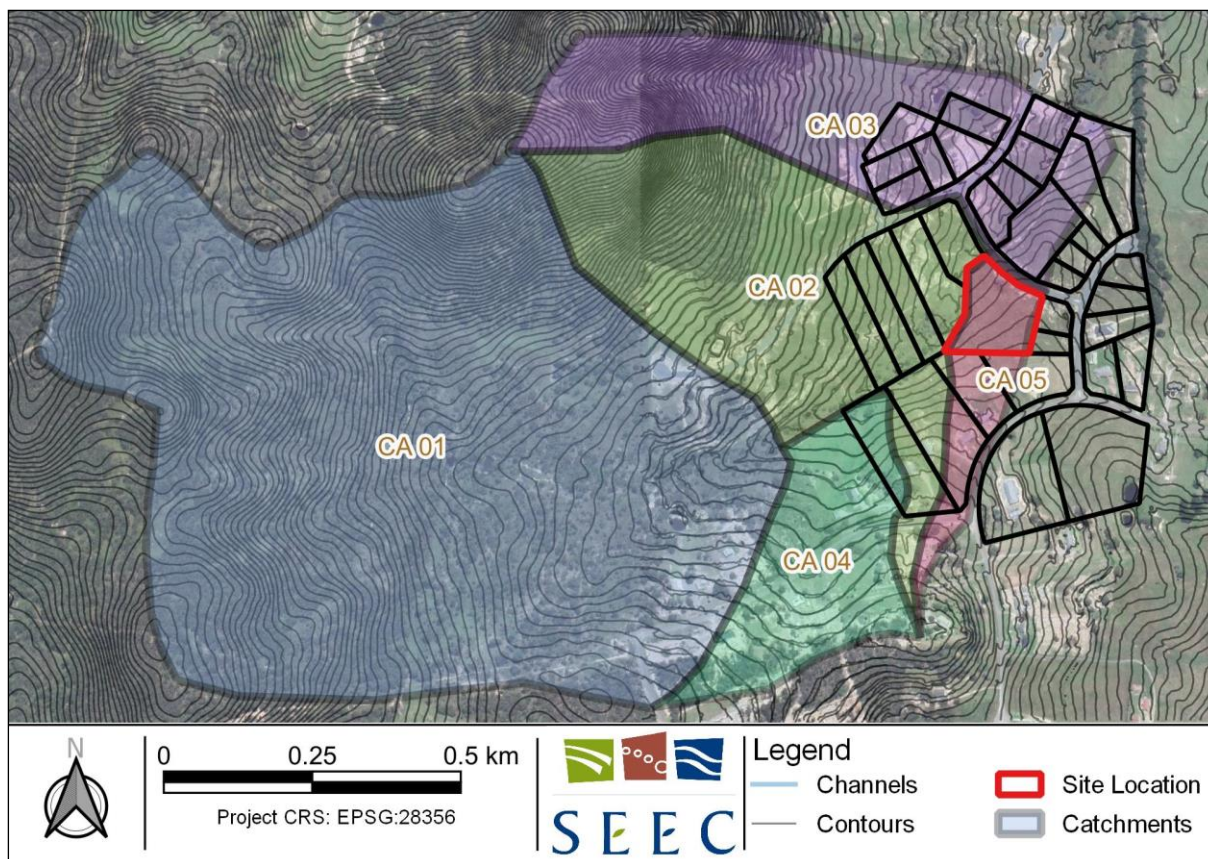 CA 03
CA 02
CA 05
CA 01
CA 04
N
0 0.25 0.5 km
Project CRS: EPSG:28356
SEEC
Legend
Channels
Contours
Site Location
Catchments